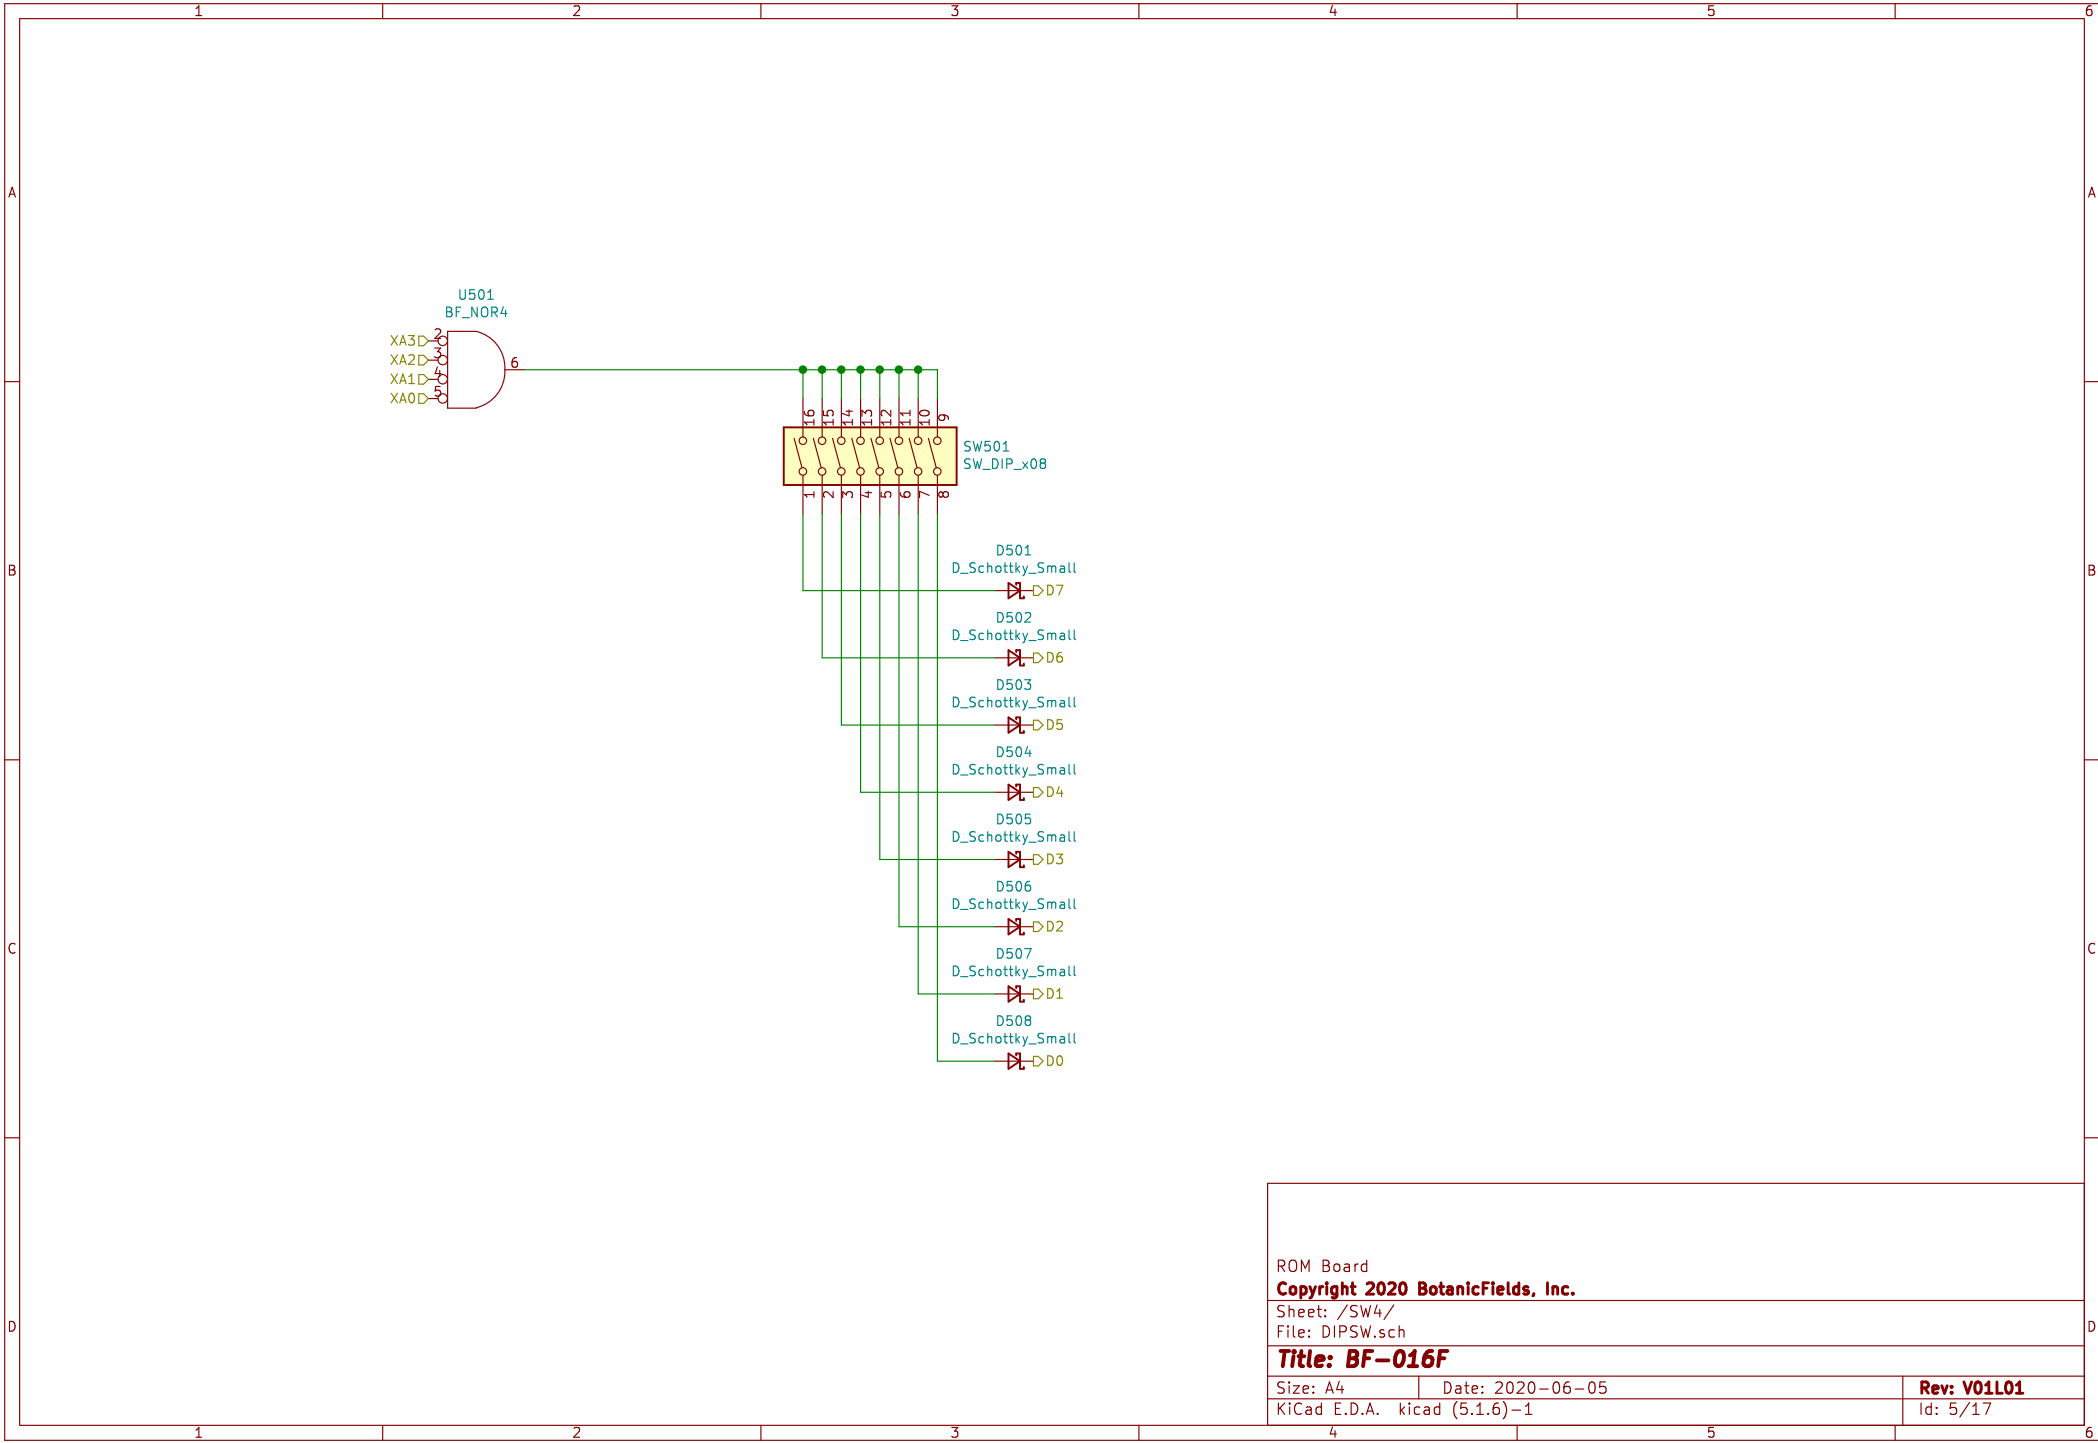 1 2 3 4 5 6
A A
U501
BF_NOR4
XA3 2
XA2 3
XA1 4
XA0 5
6
B B
16 15 14 13 12 11 10 9
SW501
SW_DIP_x08
1 2 3 4 5 6 7 8
D501
D_Schottky_Small
D7
D502
D_Schottky_Small
D6
D503
D_Schottky_Small
D5
D504
D_Schottky_Small
D4
D505
D_Schottky_Small
D3
D506
D_Schottky_Small
D2
C C
D507
D_Schottky_Small
D1
D508
D_Schottky_Small
D0
ROM Board
Copyright 2020 BotanicFields, Inc.
Sheet: /SW4/
File: DIPSW.sch
D D
Title: BF-016F
Size: A4 Date: 2020-06-05 Rev: V01L01
KiCad E.D.A. kicad (5.1.6)-1 Id: 5/17
1 2 3 4 5 6